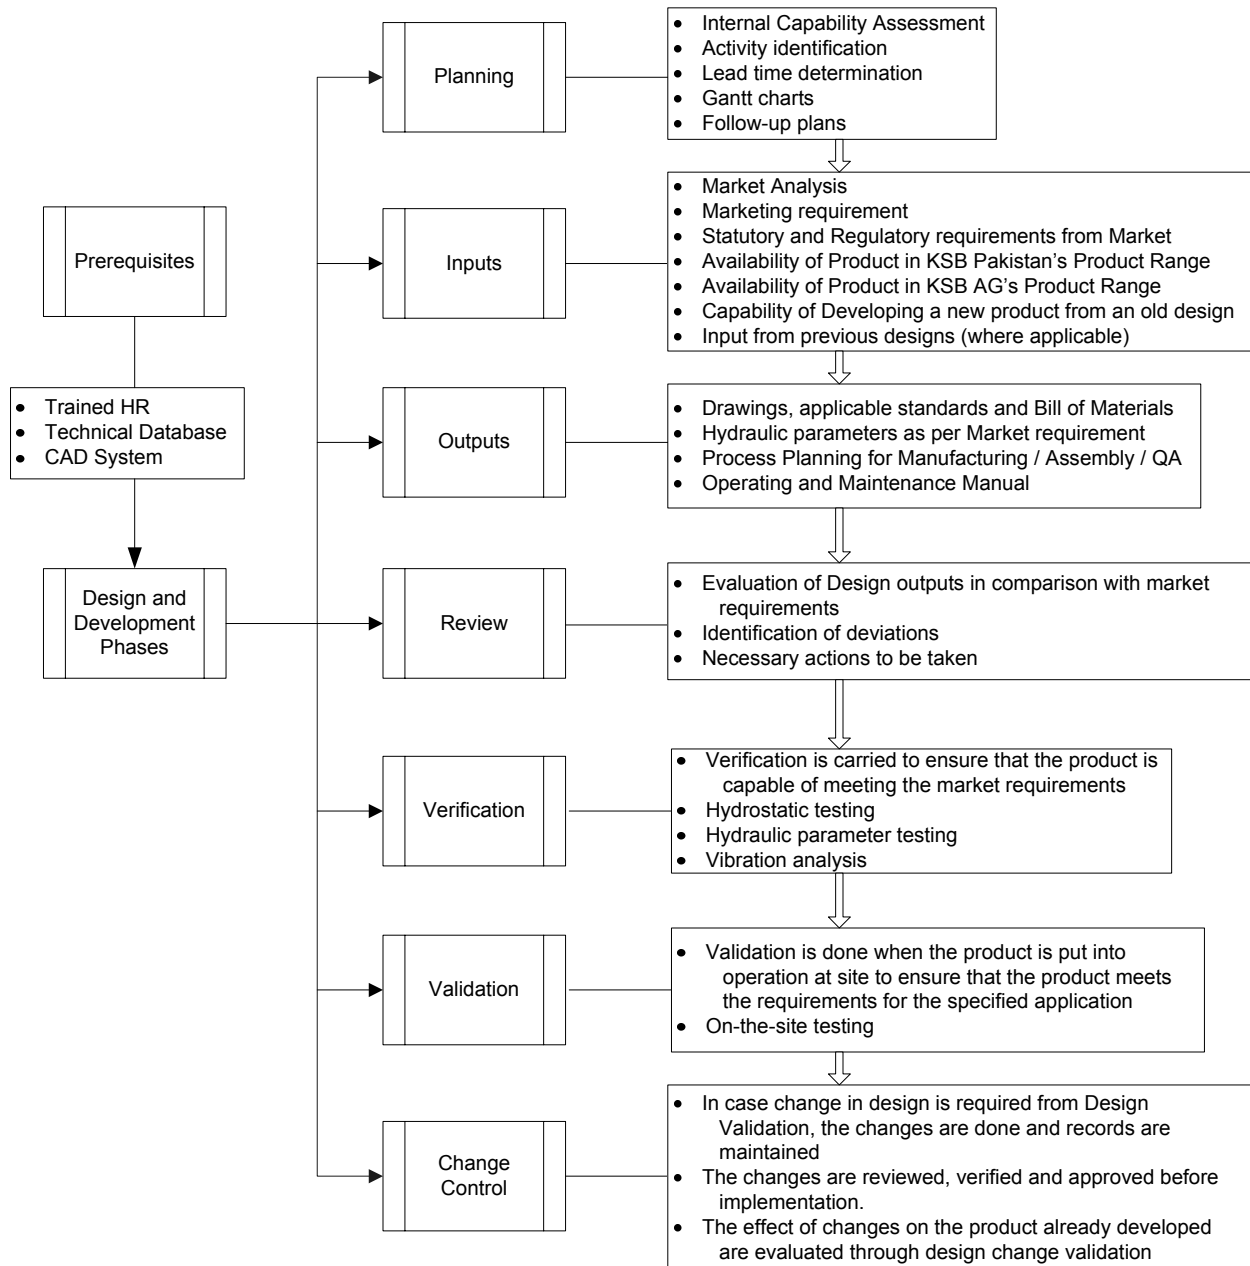 Prerequisites
• Trained HR
• Technical Database
• CAD System
Design and
Development
Phases
Planning
• Internal Capability Assessment
• Activity identification
• Lead time determination
• Gantt charts
• Follow-up plans
Inputs
• Market Analysis
• Marketing requirement
• Statutory and Regulatory requirements from Market
• Availability of Product in KSB Pakistan’s Product Range
• Availability of Product in KSB AG’s Product Range
• Capability of Developing a new product from an old design
• Input from previous designs (where applicable)
Outputs
• Drawings, applicable standards and Bill of Materials
• Hydraulic parameters as per Market requirement
• Process Planning for Manufacturing / Assembly / QA
• Operating and Maintenance Manual
Review
• Evaluation of Design outputs in comparison with market
requirements
• Identification of deviations
• Necessary actions to be taken
Verification
• Verification is carried to ensure that the product is
capable of meeting the market requirements
• Hydrostatic testing
• Hydraulic parameter testing
• Vibration analysis
Validation
• Validation is done when the product is put into
operation at site to ensure that the product meets
the requirements for the specified application
• On-the-site testing
Change
Control
• In case change in design is required from Design
Validation, the changes are done and records are
maintained
• The changes are reviewed, verified and approved before
implementation.
• The effect of changes on the product already developed
are evaluated through design change validation